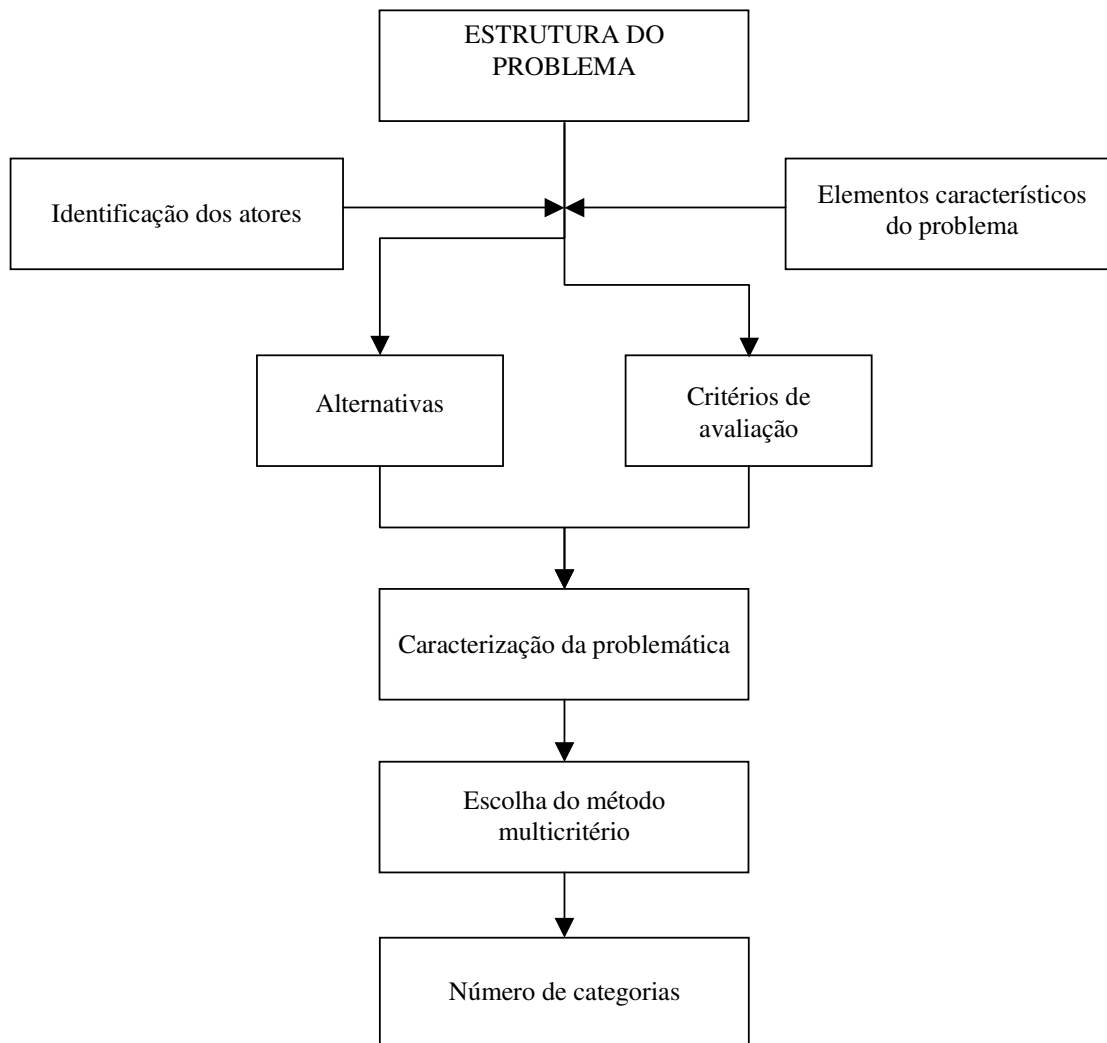 ESTRUTURA DO
PROBLEMA
Identificação dos atores
Elementos característicos
do problema
Alternativas
Critérios de
avaliação
Caracterização da problemática
Escolha do método
multicritério
Número de categorias